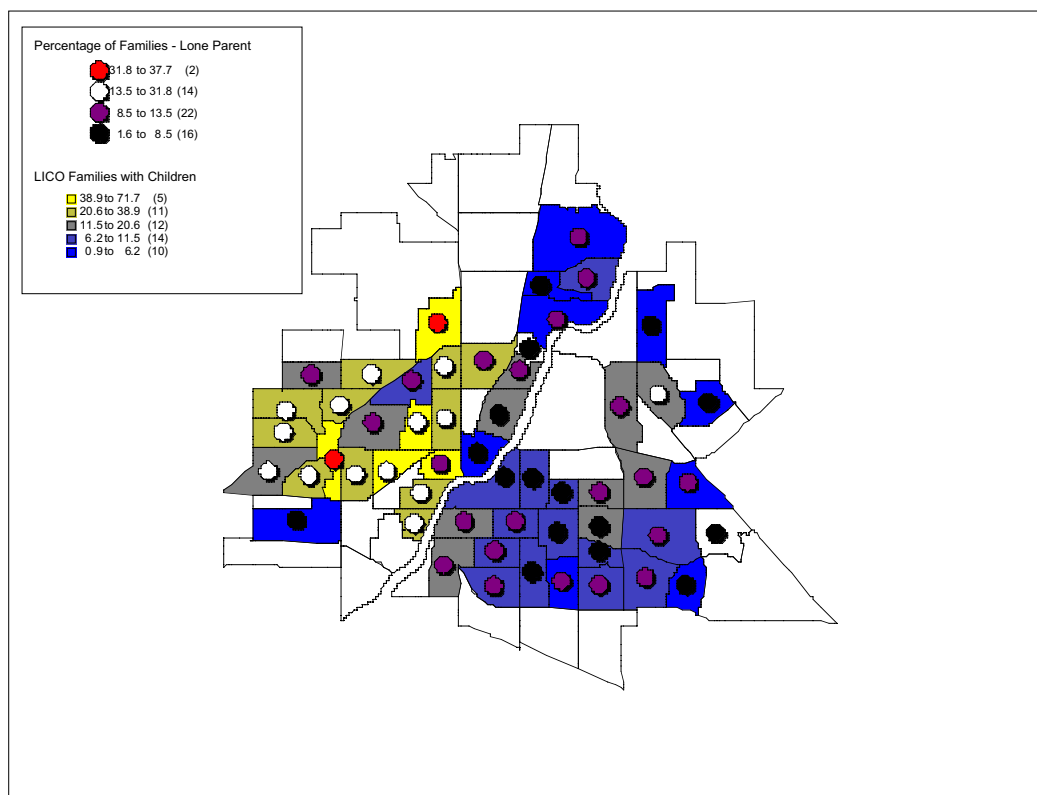 Percentage of Families - Lone Parent
31.8 to 37.7 (2)
13.5 to 31.8 (14)
8.5 to 13.5 (22)
1.6 to 8.5 (16)
LICO Families with Children
38.9 to 71.7 (5)
20.6 to 38.9 (11)
11.5 to 20.6 (12)
6.2 to 11.5 (14)
0.9 to 6.2 (10)